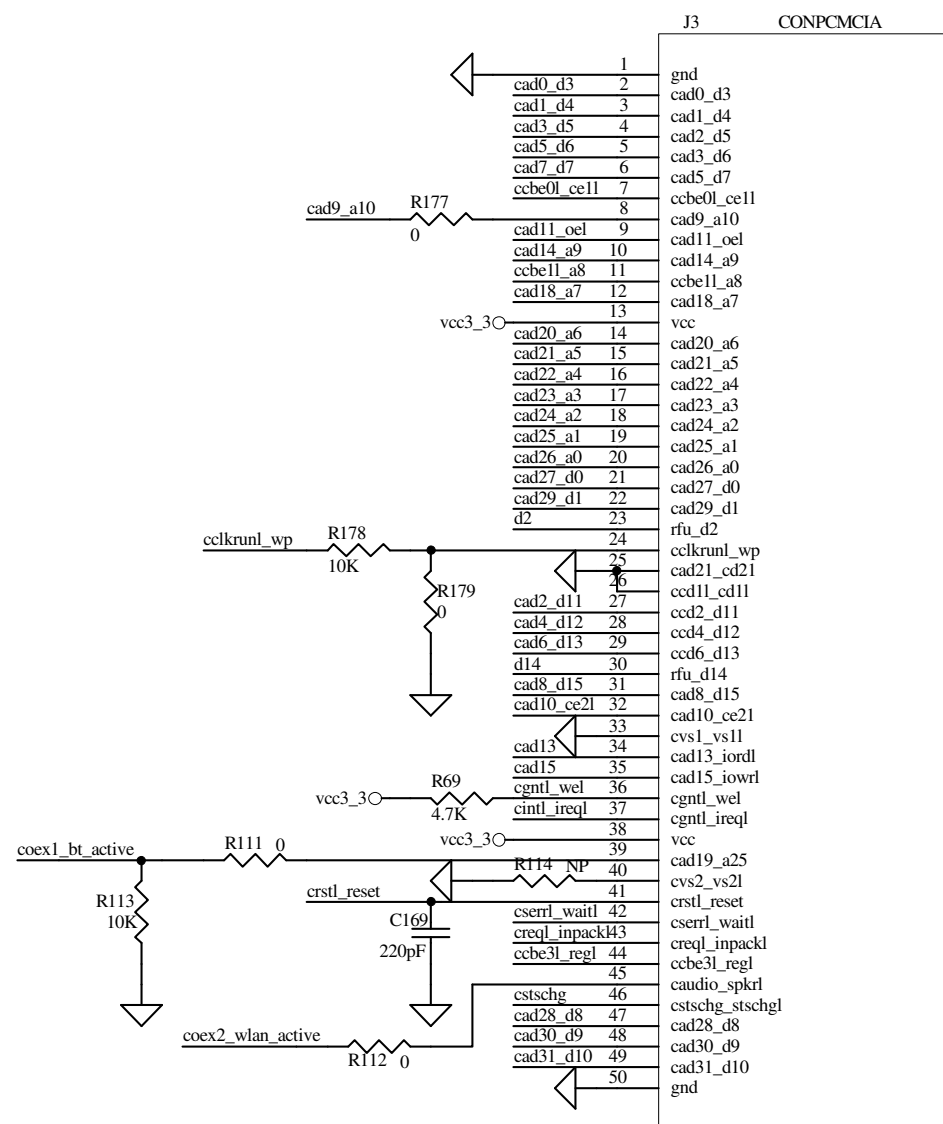 J3 CONPCMCIA
1 gnd
cad0_d3 2 cad0_d3
cad1_d4 3 cad1_d4
cad3_d5 4 cad2_d5
cad5_d6 5 cad3_d6
cad7_d7 6 cad5_d7
ccbe0l_ce1l 7 ccbe0l_ce1l
cad9_a10 R177 0 8 cad9_a10
cad11_oel 9 cad11_oel
cad14_a9 10 cad14_a9
ccbe1l_a8 11 ccbe1l_a8
cad18_a7 12 cad18_a7
vcc3_3 13 vcc
cad20_a6 14 cad20_a6
cad21_a5 15 cad21_a5
cad22_a4 16 cad22_a4
cad23_a3 17 cad23_a3
cad24_a2 18 cad24_a2
cad25_a1 19 cad25_a1
cad26_a0 20 cad26_a0
cad27_d0 21 cad27_d0
cad29_d1 22 cad29_d1
d2 23 rfu_d2
cclkrunl_wp R178 10K 24 cclkrunl_wp
25 cad21_cd21
R179 0 26 ccd1l_cd1l
cad2_d11 27 ccd2_d11
cad4_d12 28 ccd4_d12
cad6_d13 29 ccd6_d13
d14 30 rfu_d14
cad8_d15 31 cad8_d15
cad10_ce2l 32 cad10_ce21
33 cvs1_vs1l
cad13 34 cad13_iordl
cad15 35 cad15_iowrl
vcc3_3 R69 4.7K cgntl_wel 36 cgntl_wel
cintl_ireql 37 cgntl_ireql
vcc3_3 38 vcc
coex1_bt_active R111 0 39 cad19_a25
R114 NP 40 cvs2_vs2l
R113 10K crstl_reset 41 crstl_reset
C169 220pF cserrl_waitl 42 cserrl_waitl
creql_inpackl 43 creql_inpackl
ccbe3l_regl 44 ccbe3l_regl
45 caudio_spkrl
cstschg 46 cstschg_stschgl
cad28_d8 47 cad28_d8
coex2_wlan_active R112 0 cad30_d9 48 cad30_d9
cad31_d10 49 cad31_d10
50 gnd